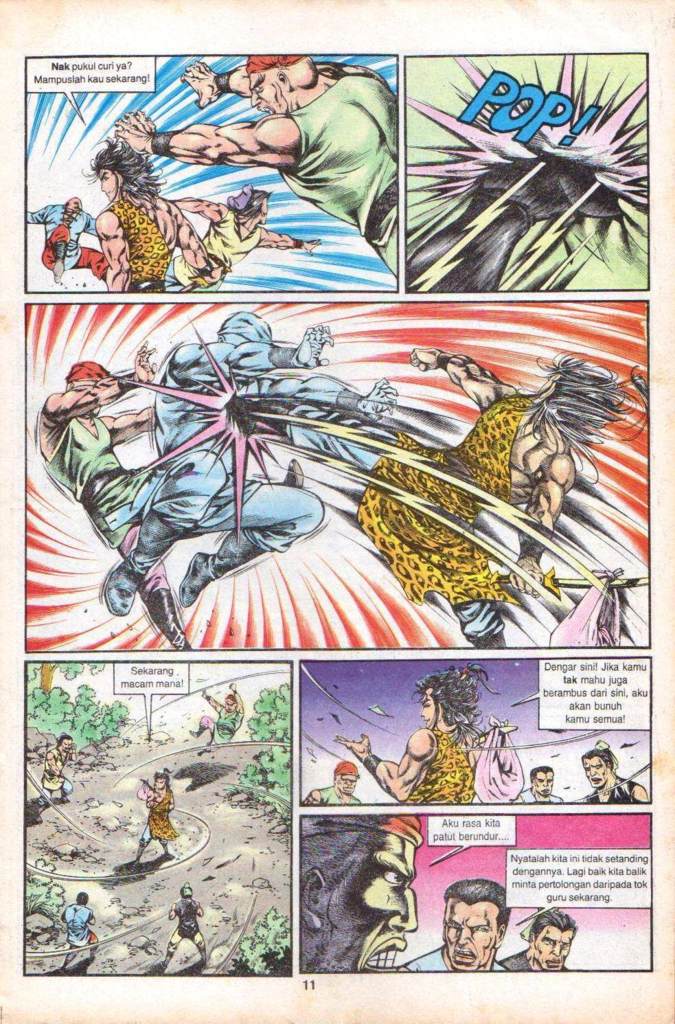 Nak pukul curi ya?
Mampuslah kau sekarang!
POP!
Sekarang
macam mana!
Dengar sini! Jika kamu
tak mahu juga
berambus dari sini, aku
akan bunuh
kamu semua!
Aku rasa kita
patut berundur....
Nyatalah kita ini tidak setanding
dengannya. Lagi baik kita balik
minta pertolongan daripada tok
guru sekarang.
11